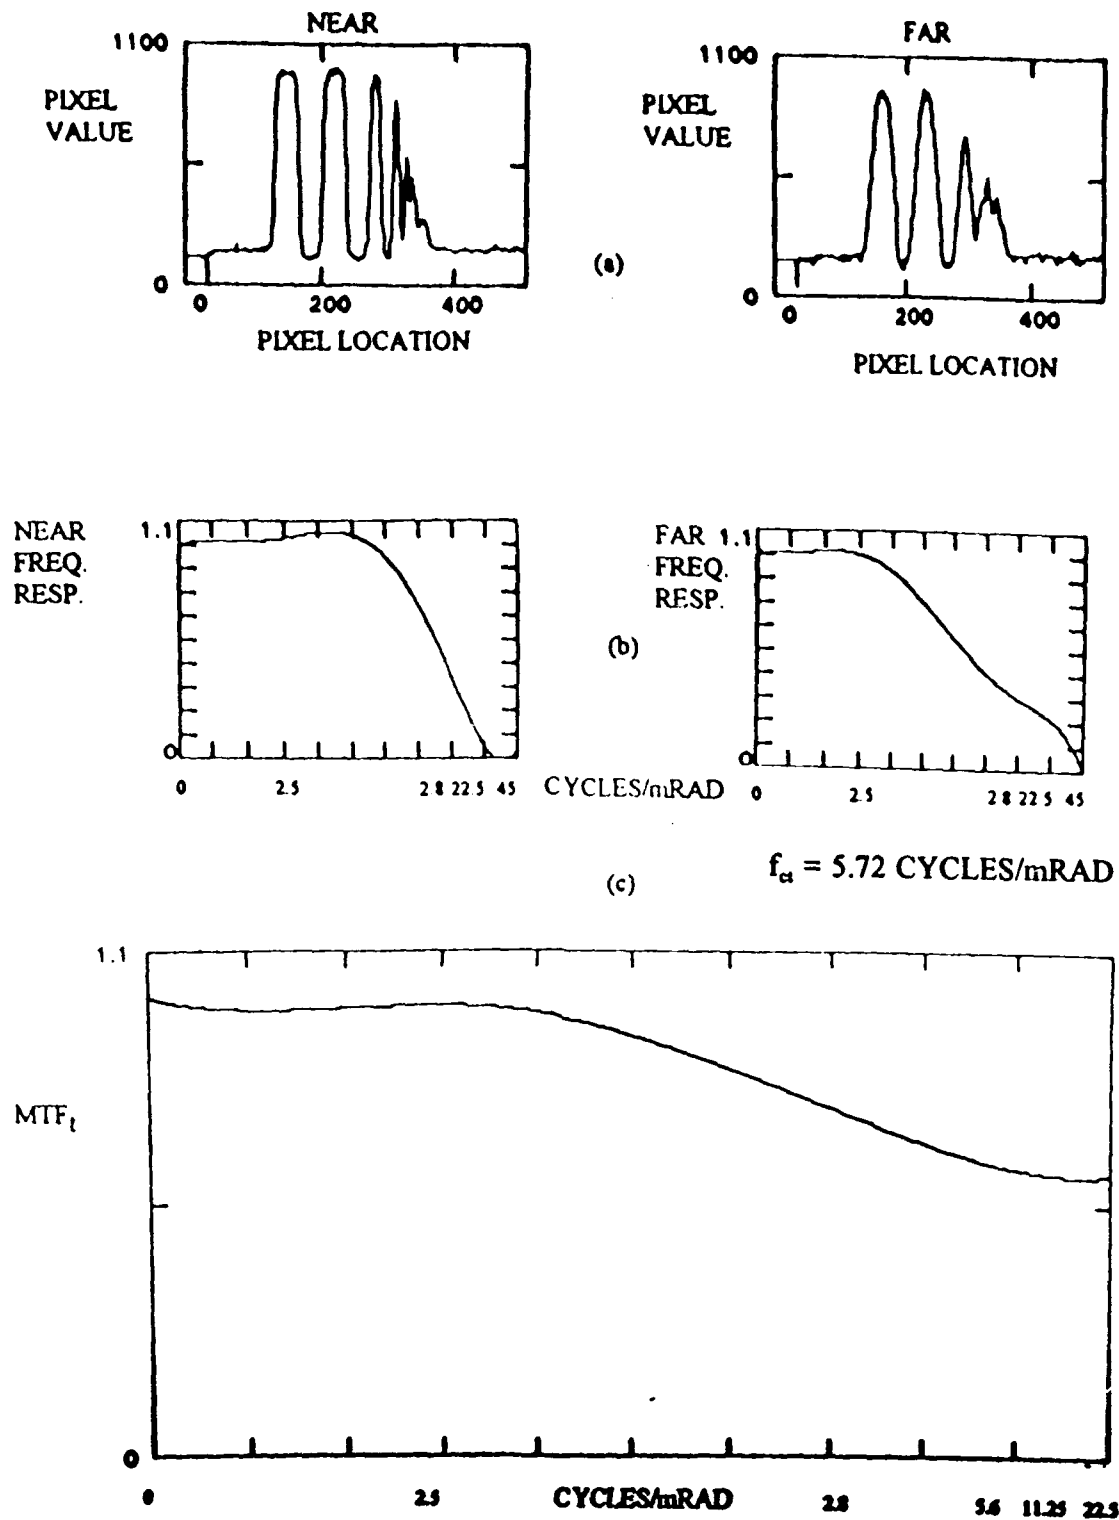 NEAR
1100
PIXEL
VALUE
0
0 200 400
PIXEL LOCATION
(a)
FAR
1100
PIXEL
VALUE
0
0 200 400
PIXEL LOCATION
NEAR
FREQ.
RESP.
1.1
0
0 2.5 2.8 22.5 45
CYCLES/mRAD
(b)
FAR
FREQ.
RESP.
1.1
0
0 2.5 2.8 22.5 45
(c)
f_ct = 5.72 CYCLES/mRAD
1.1
MTF_t
0
0 2.5 CYCLES/mRAD 2.8 5.6 11.25 22.5